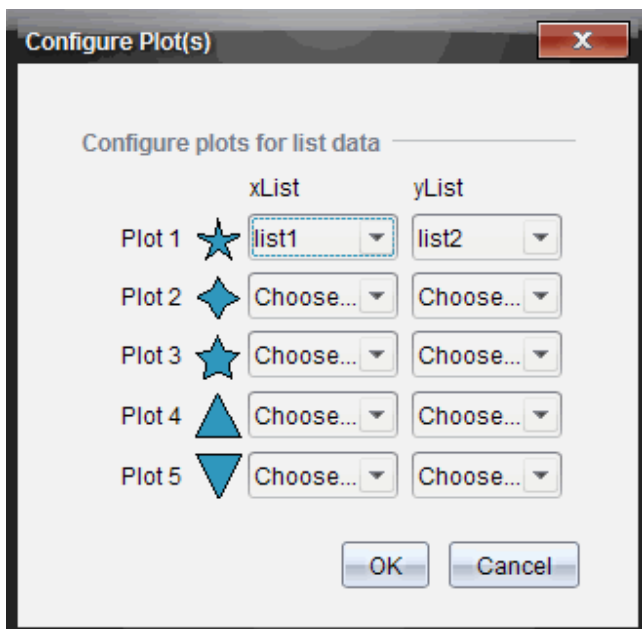 Configure Plot(s)
Configure plots for list data
xList yList
Plot 1 list1 list2
Plot 2 Choose... Choose...
Plot 3 Choose... Choose...
Plot 4 Choose... Choose...
Plot 5 Choose... Choose...
OK Cancel